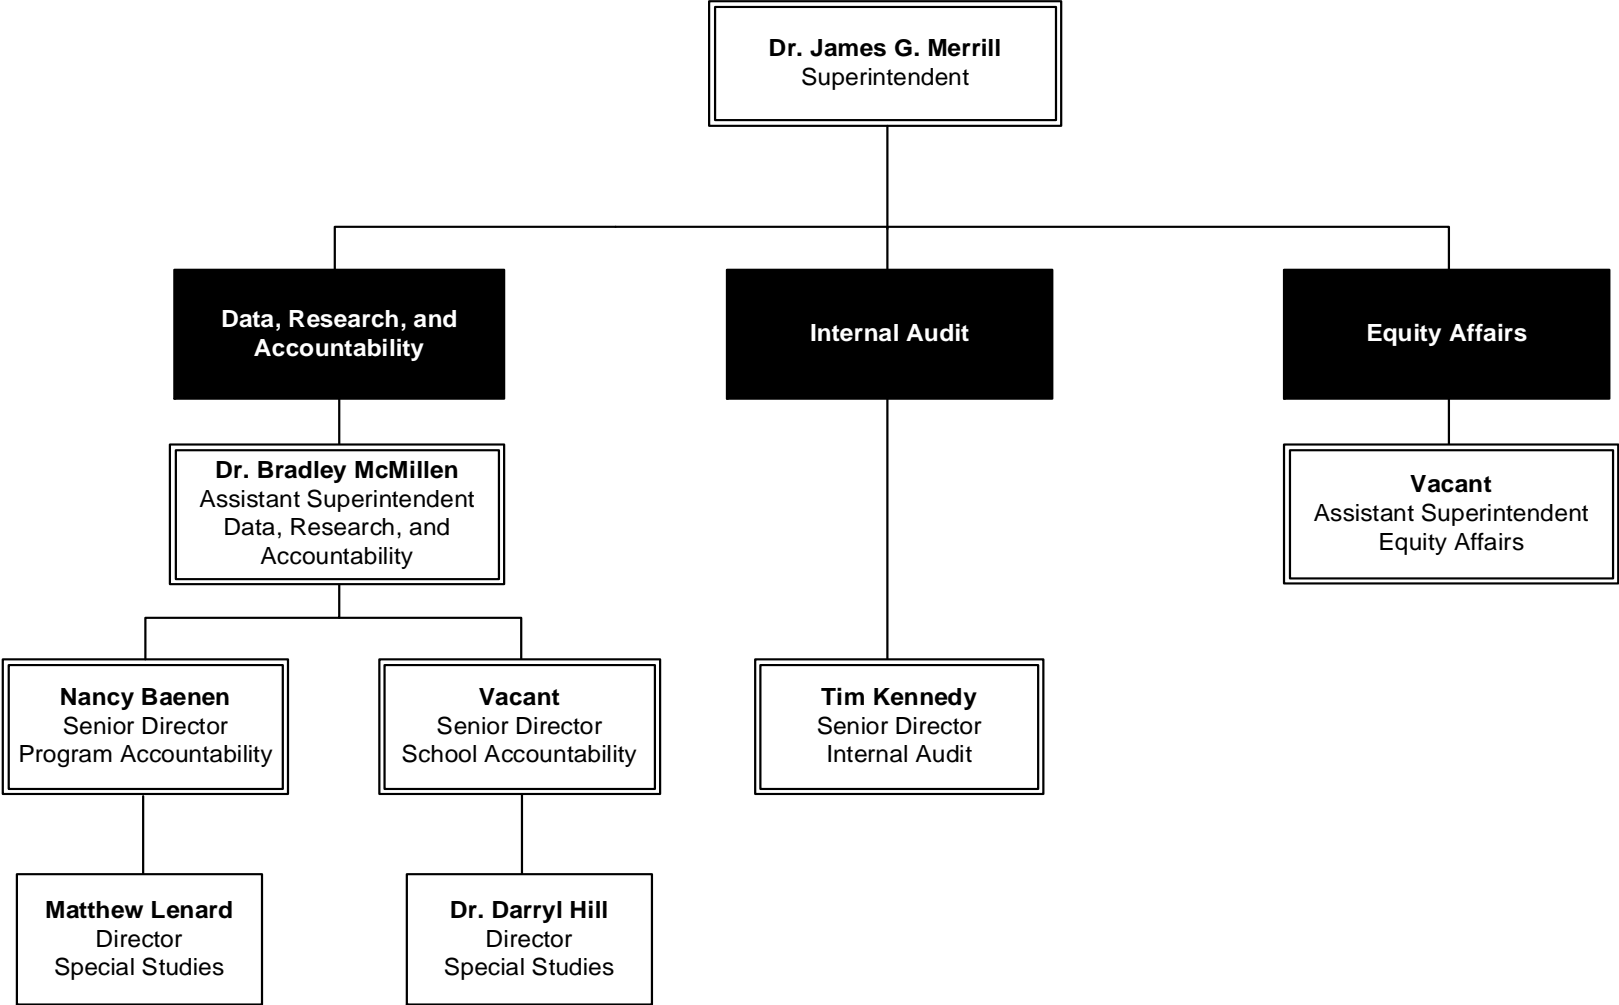 Dr. James G. Merrill
Superintendent
Data, Research, and
Accountability
Internal Audit
Equity Affairs
Dr. Bradley McMillen
Assistant Superintendent
Data, Research, and
Accountability
Vacant
Assistant Superintendent
Equity Affairs
Nancy Baenen
Senior Director
Program Accountability
Vacant
Senior Director
School Accountability
Tim Kennedy
Senior Director
Internal Audit
Matthew Lenard
Director
Special Studies
Dr. Darryl Hill
Director
Special Studies